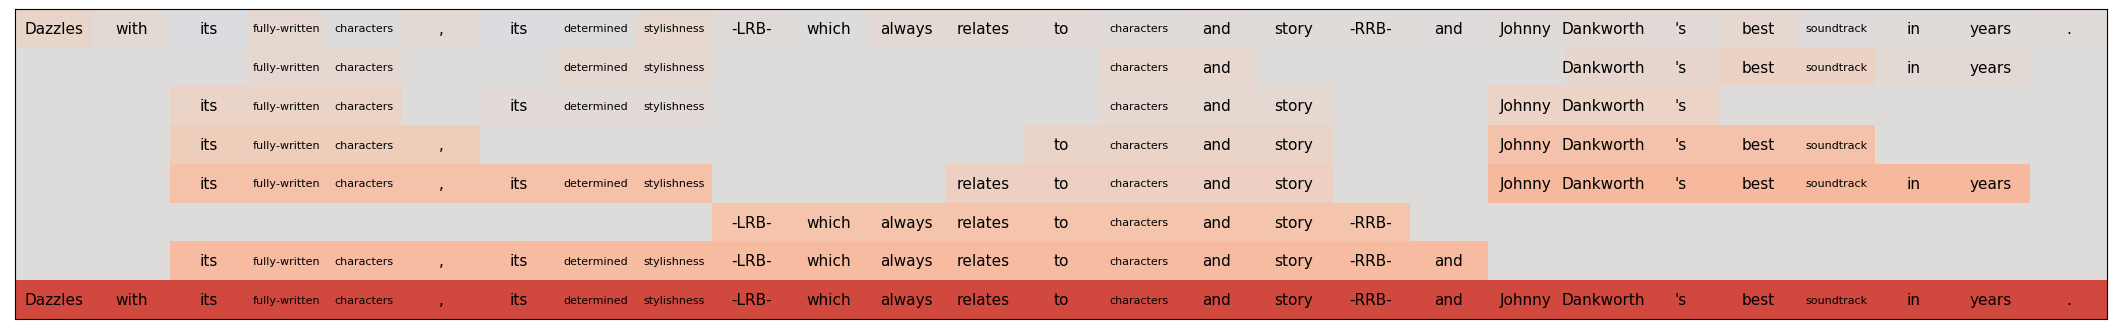 Dazzles with its fully-written characters , its determined stylishness -LRB- which always relates to characters and story -RRB- and Johnny Dankworth 's best soundtrack in years .
fully-written characters determined stylishness characters and Dankworth 's best soundtrack in years
its fully-written characters its determined stylishness characters and story Johnny Dankworth 's
its fully-written characters , to characters and story Johnny Dankworth 's best soundtrack
its fully-written characters , its determined stylishness relates to characters and story Johnny Dankworth 's best soundtrack in years
-LRB- which always relates to characters and story -RRB-
its fully-written characters , its determined stylishness -LRB- which always relates to characters and story -RRB- and
Dazzles with its fully-written characters , its determined stylishness -LRB- which always relates to characters and story -RRB- and Johnny Dankworth 's best soundtrack in years .